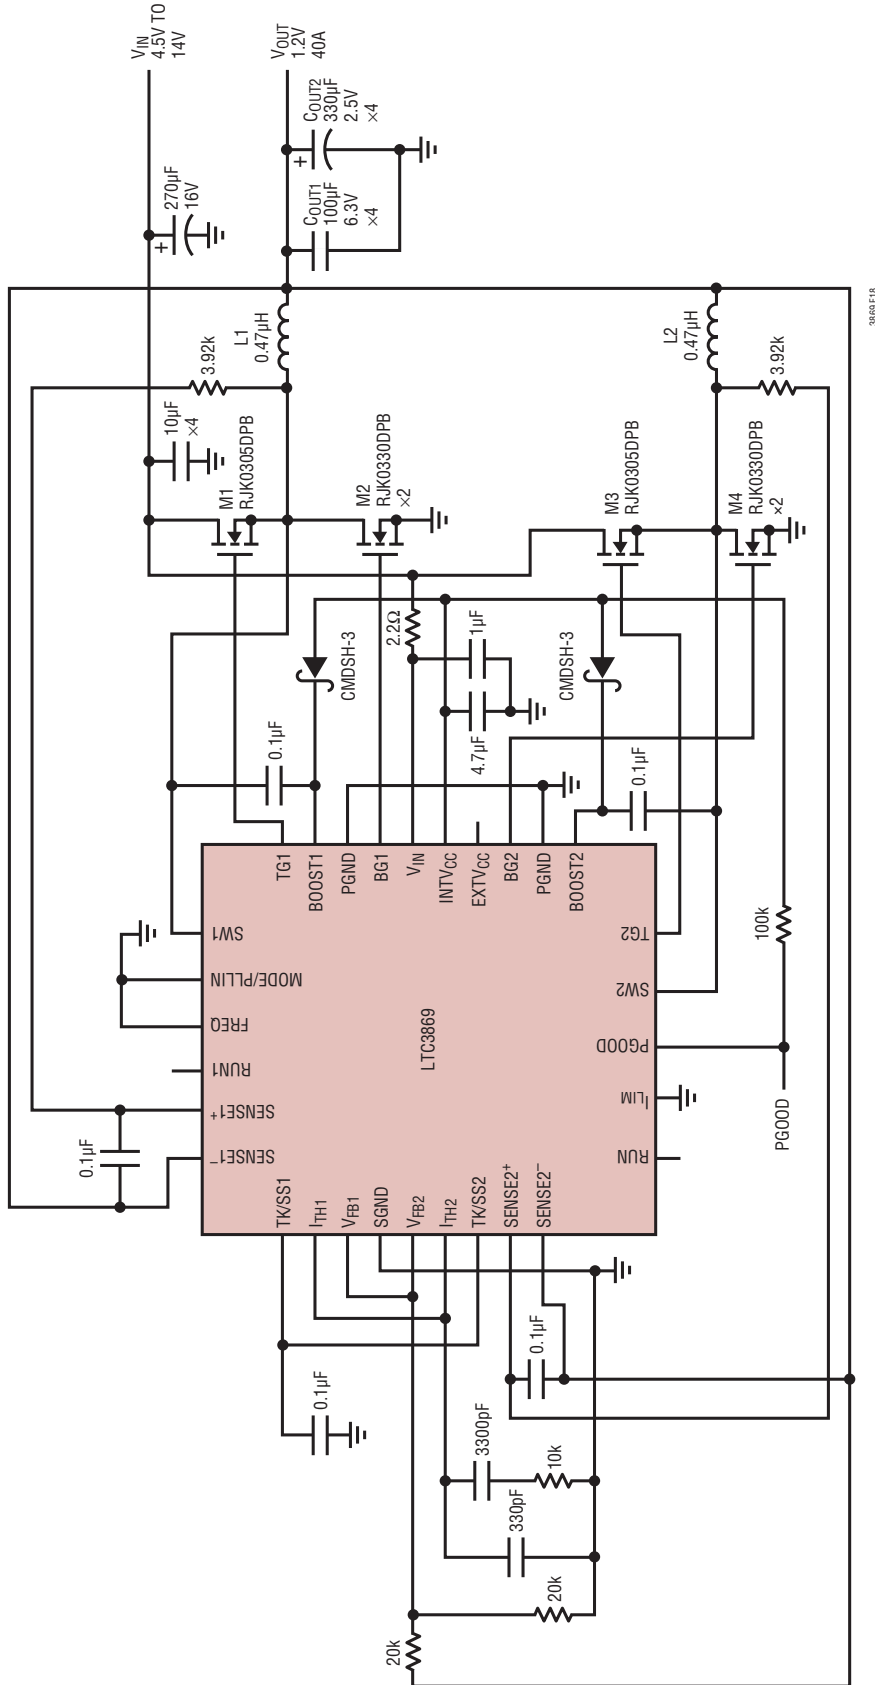 VIN
4.5V TO
14V
VOUT
1.2V
40A
270µF
16V
+
COUT2
330µF
2.5V
×4
+
COUT1
100µF
6.3V
×4
L1
0.47µH
3.92k
10µF
×4
M1
RJK0305DPB
M2
RJK0330DPB
×2
L2
0.47µH
3.92k
M3
RJK0305DPB
M4
RJK0330DPB
×2
2.2Ω
CMDSH-3
1µF
4.7µF
CMDSH-3
0.1µF
0.1µF
100k
TG1
BOOST1
PGND
BG1
VIN
INTVCC
EXTVCC
BG2
PGND
BOOST2
SW1
MODE/PLLIN
FREQ
RUN1
SENSE1+
SENSE1–
LTC3869
TG2
SW2
PGOOD
ILIM
RUN
PGOOD
0.1µF
TK/SS1
ITH1
VFB1
SGND
VFB2
ITH2
TK/SS2
SENSE2+
SENSE2–
0.1µF
0.1µF
3300pF
10k
330pF
20k
20k
3869 F18